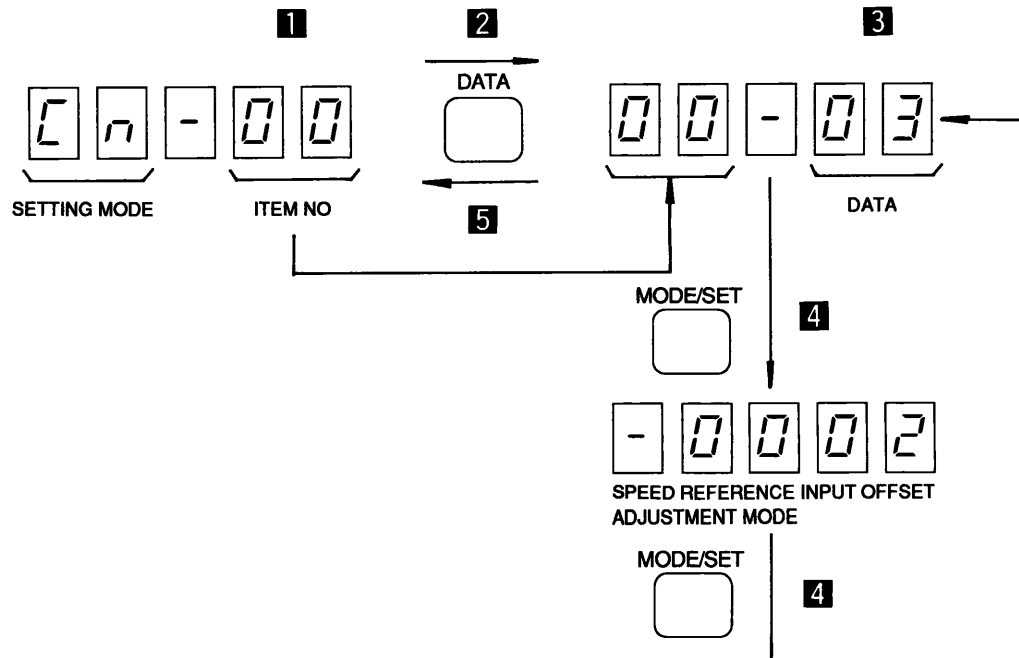 1 2 3
DATA
Cn-00
00-03
SETTING MODE
ITEM NO
5
DATA
MODE/SET
4
-0002
SPEED REFERENCE INPUT OFFSET
ADJUSTMENT MODE
MODE/SET
4